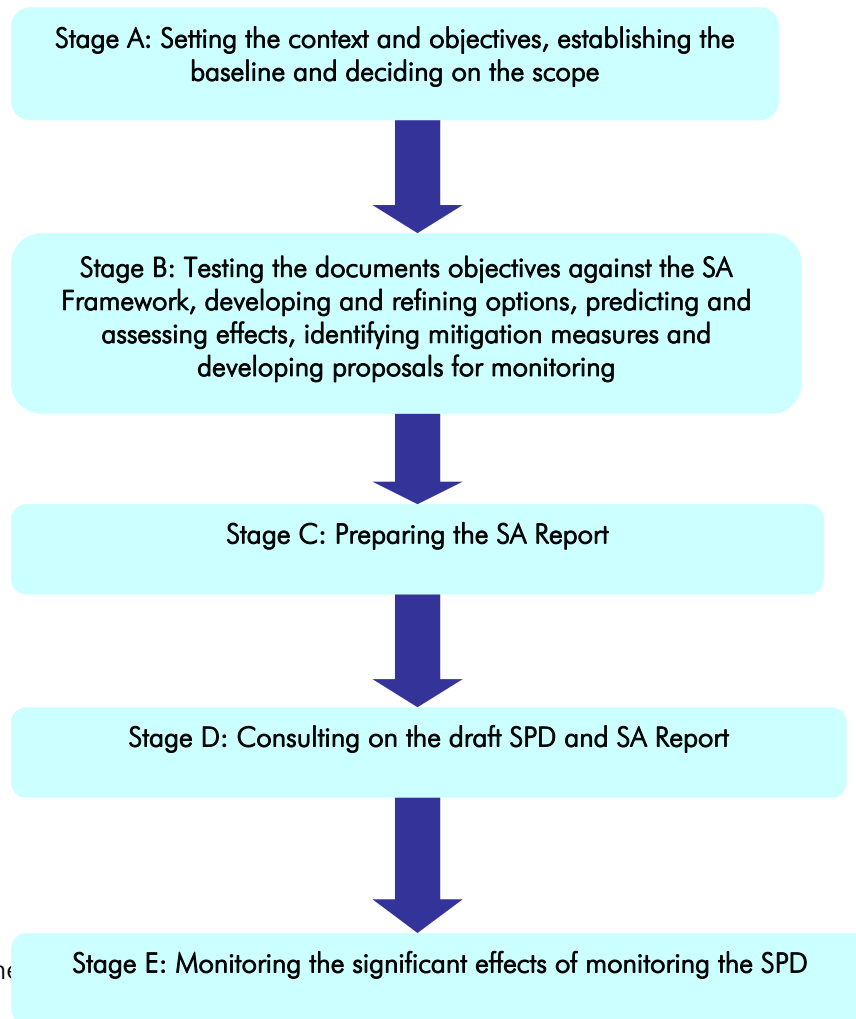 Stage A: Setting the context and objectives, establishing the
baseline and deciding on the scope
Stage B: Testing the documents objectives against the SA
Framework, developing and refining options, predicting and
assessing effects, identifying mitigation measures and
developing proposals for monitoring
Stage C: Preparing the SA Report
Stage D: Consulting on the draft SPD and SA Report
Stage E: Monitoring the significant effects of monitoring the SPD